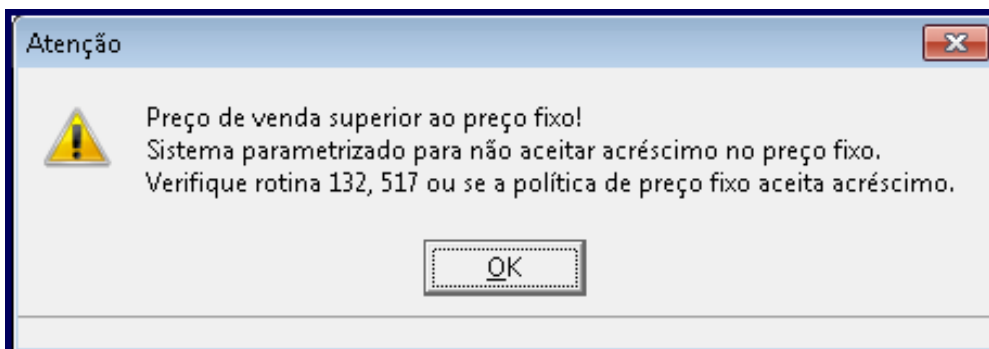 Atenção
Preço de venda superior ao preço fixo!
Sistema parametrizado para não aceitar acréscimo no preço fixo.
Verifique rotina 132, 517 ou se a política de preço fixo aceita acréscimo.
OK